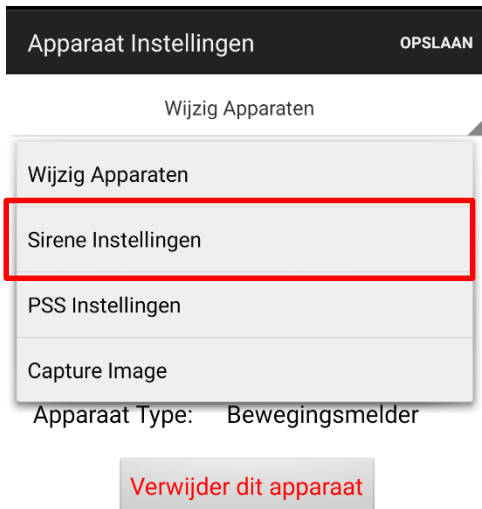 Apparaat Instellingen OPSLAAN
Wijzig Apparaten
Wijzig Apparaten
Sirene Instellingen
PSS Instellingen
Capture Image
Apparaat Type: Bewegingsmelder
Verwijder dit apparaat